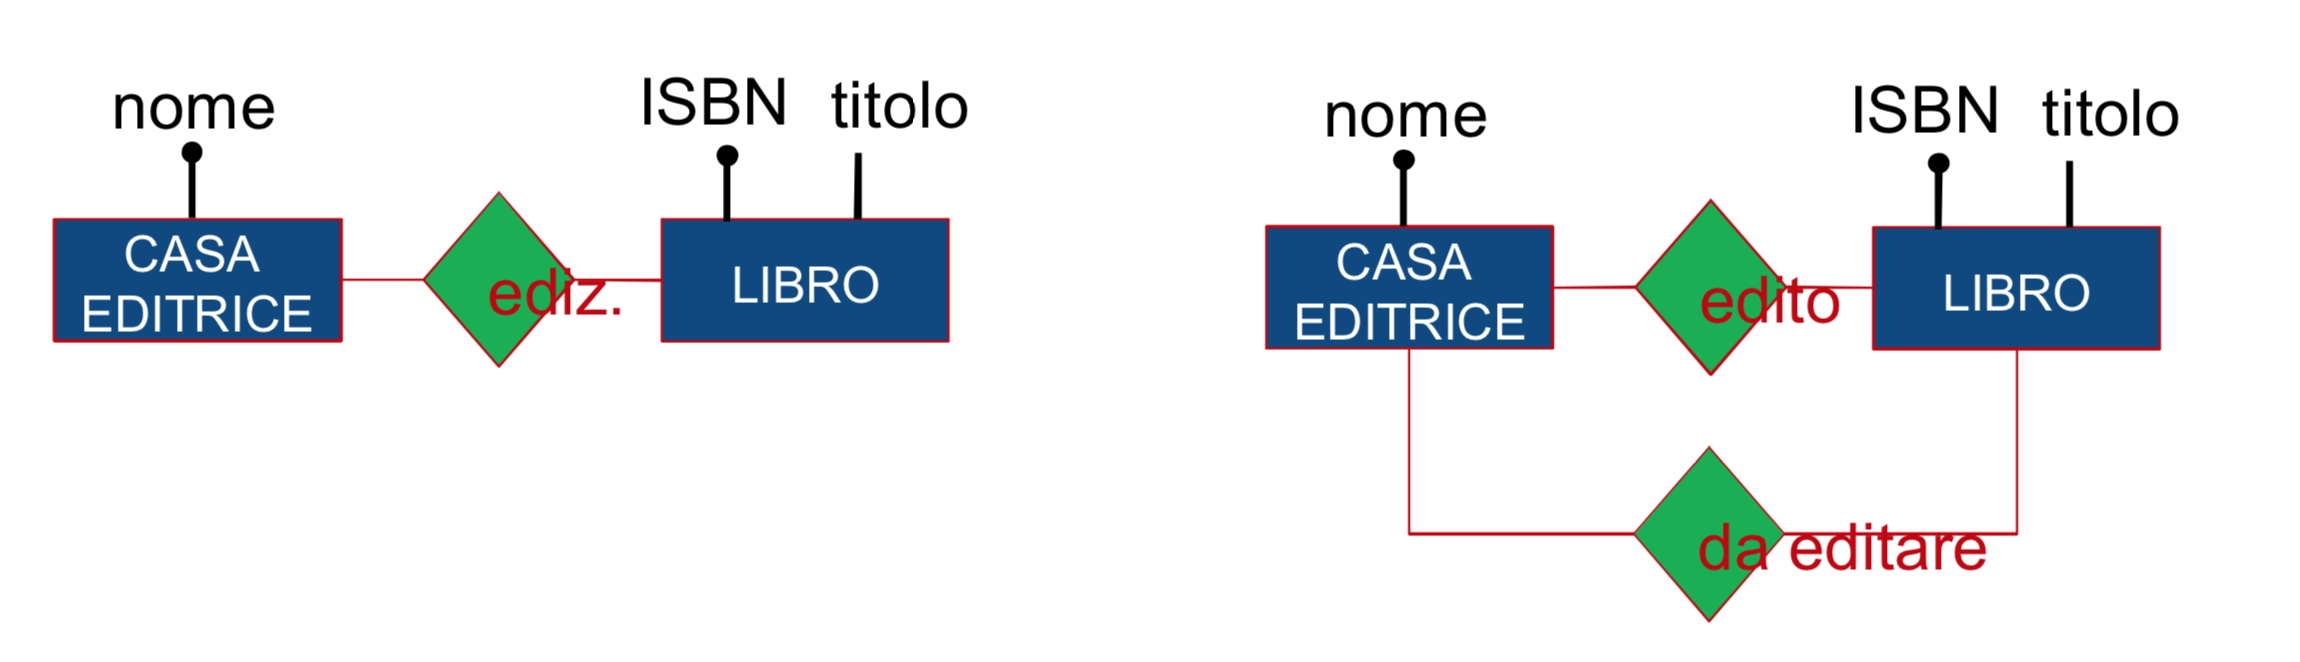 nome
ISBN titolo
CASA
EDITRICE
ediz.
LIBRO
nome
ISBN titolo
CASA
EDITRICE
edito
LIBRO
da editare